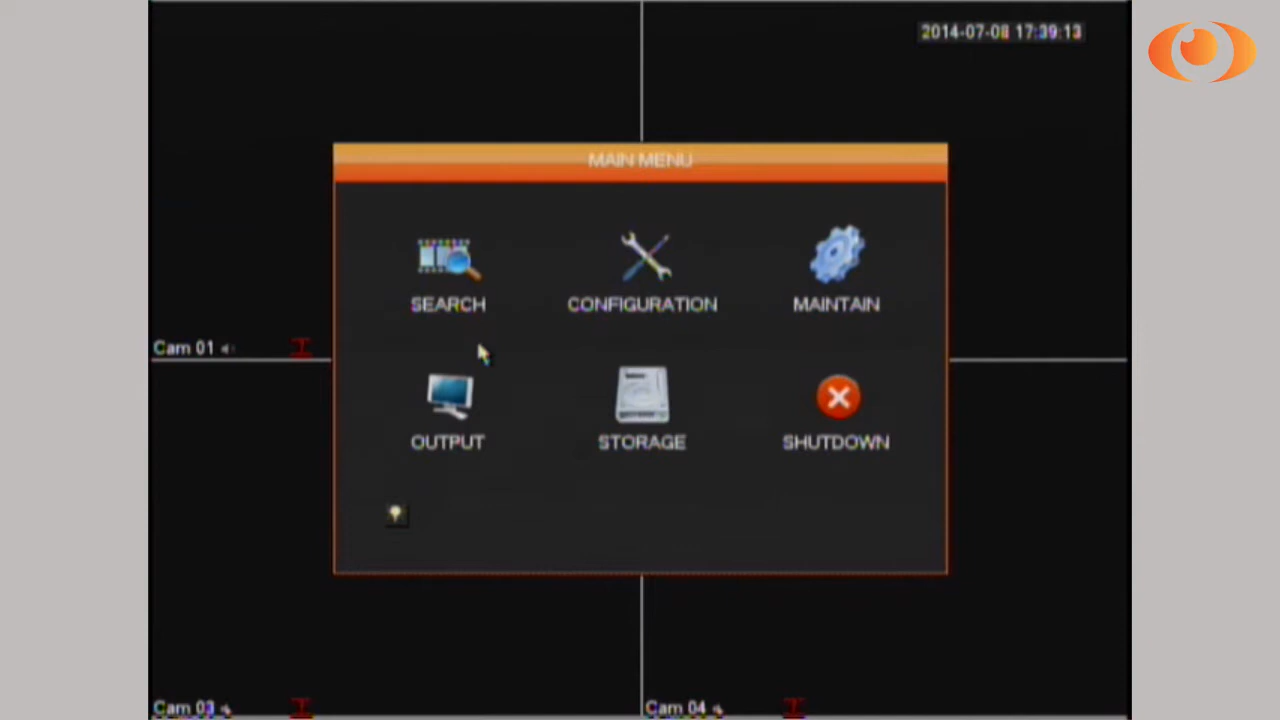 2014-07-08 17:39:13
MAIN MENU
SEARCH
CONFIGURATION
MAINTAIN
Cam 01
OUTPUT
STORAGE
SHUTDOWN
Cam 03
Cam 04